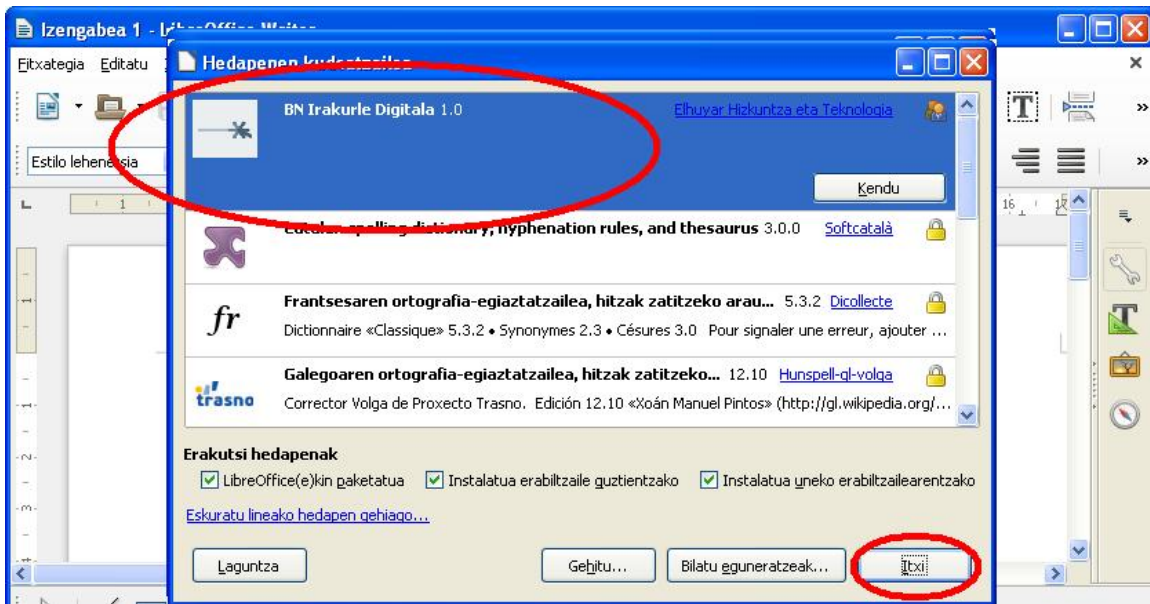 Izengabea 1 - LibreOffice Writer
Fitxategia Editatu
Hedapenen kudeatzailea
BN Irakurle Digitala 1.0 Elhuyar Hizkuntza eta Teknologia
Estilo lehenetsia
Kendu
1
16
Catalan spelling dictionary, hyphenation rules, and thesaurus 3.0.0 Softcatalà
fr
Frantsesaren ortografia-egiaztatzailea, hitzak zatitzeko arau... 5.3.2 Dicollecte
Dictionnaire «Classique» 5.3.2 • Synonymes 2.3 • Césures 3.0 Pour signaler une erreur, ajouter ...
trasno
Galegoaren ortografia-egiaztatzailea, hitzak zatitzeko... 12.10 Hunspell-gl-volga
Corrector Volga de Proxecto Trasno. Edición 12.10 «Xoán Manuel Pintos» (http://gl.wikipedia.org/...
Erakutsi hedapenak
LibreOffice(e)kin paketatua Instalatua erabiltzaile guztientzako Instalatua uneko erabiltzailearentzako
Eskuratu lineako hedapen gehiago...
Laguntza Gehitu... Bilatu eguneratzeak... Itxi